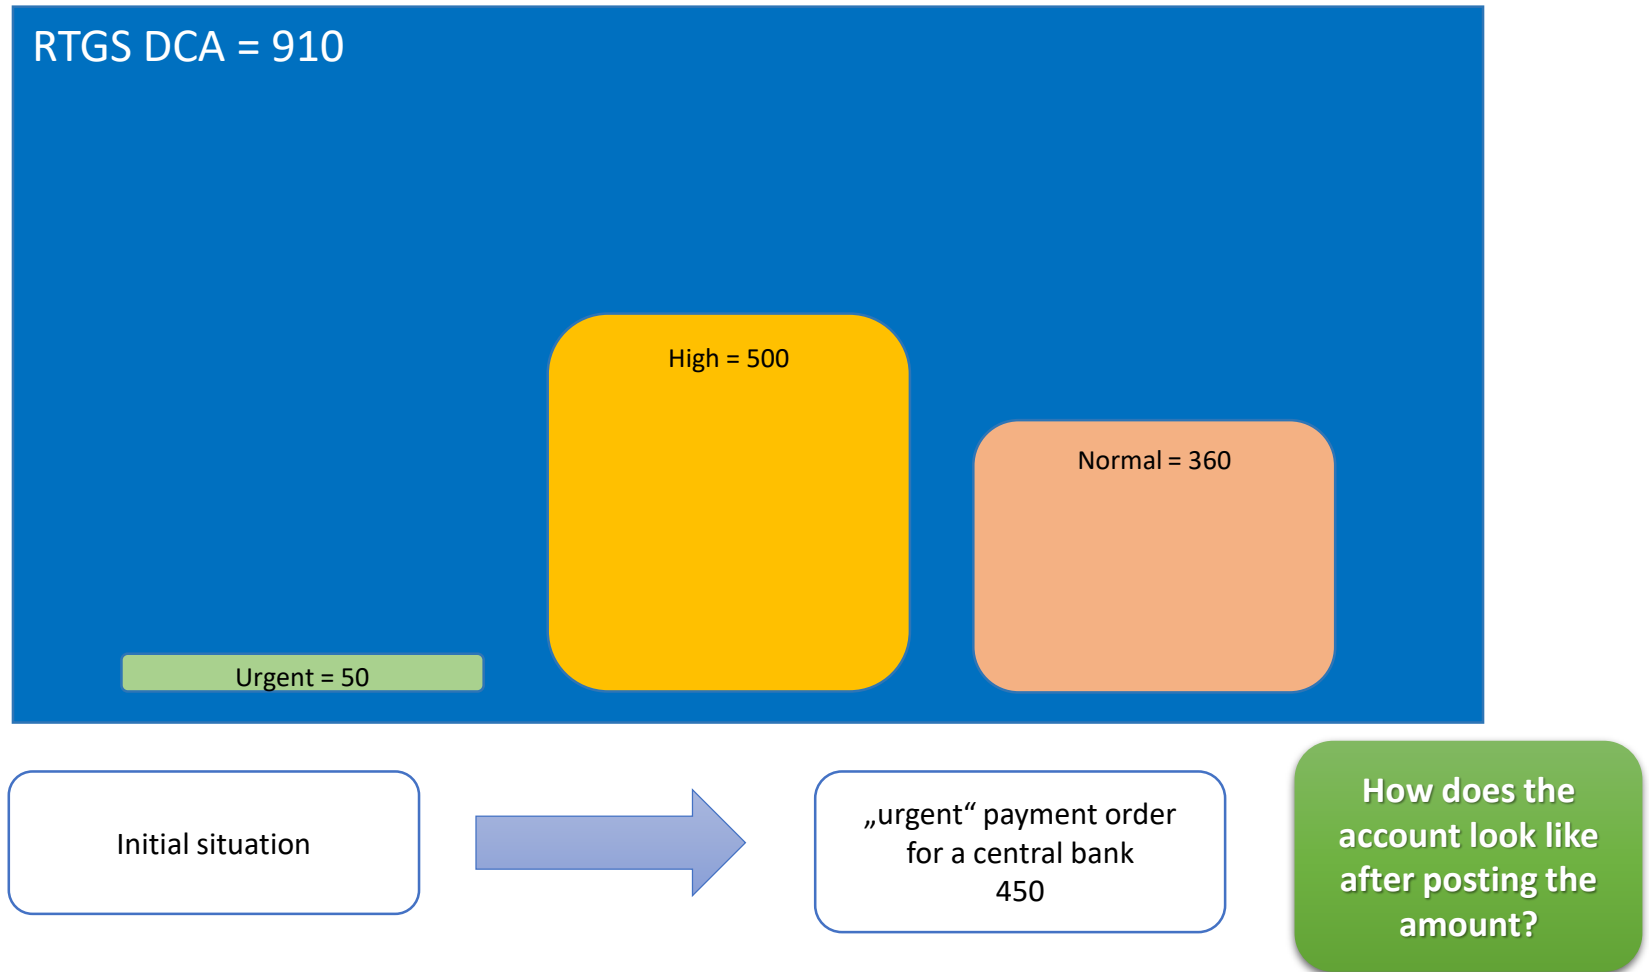 RTGS DCA = 910
High = 500
Normal = 360
Urgent = 50
Initial situation
„urgent“ payment order
for a central bank
450
How does the
account look like
after posting the
amount?